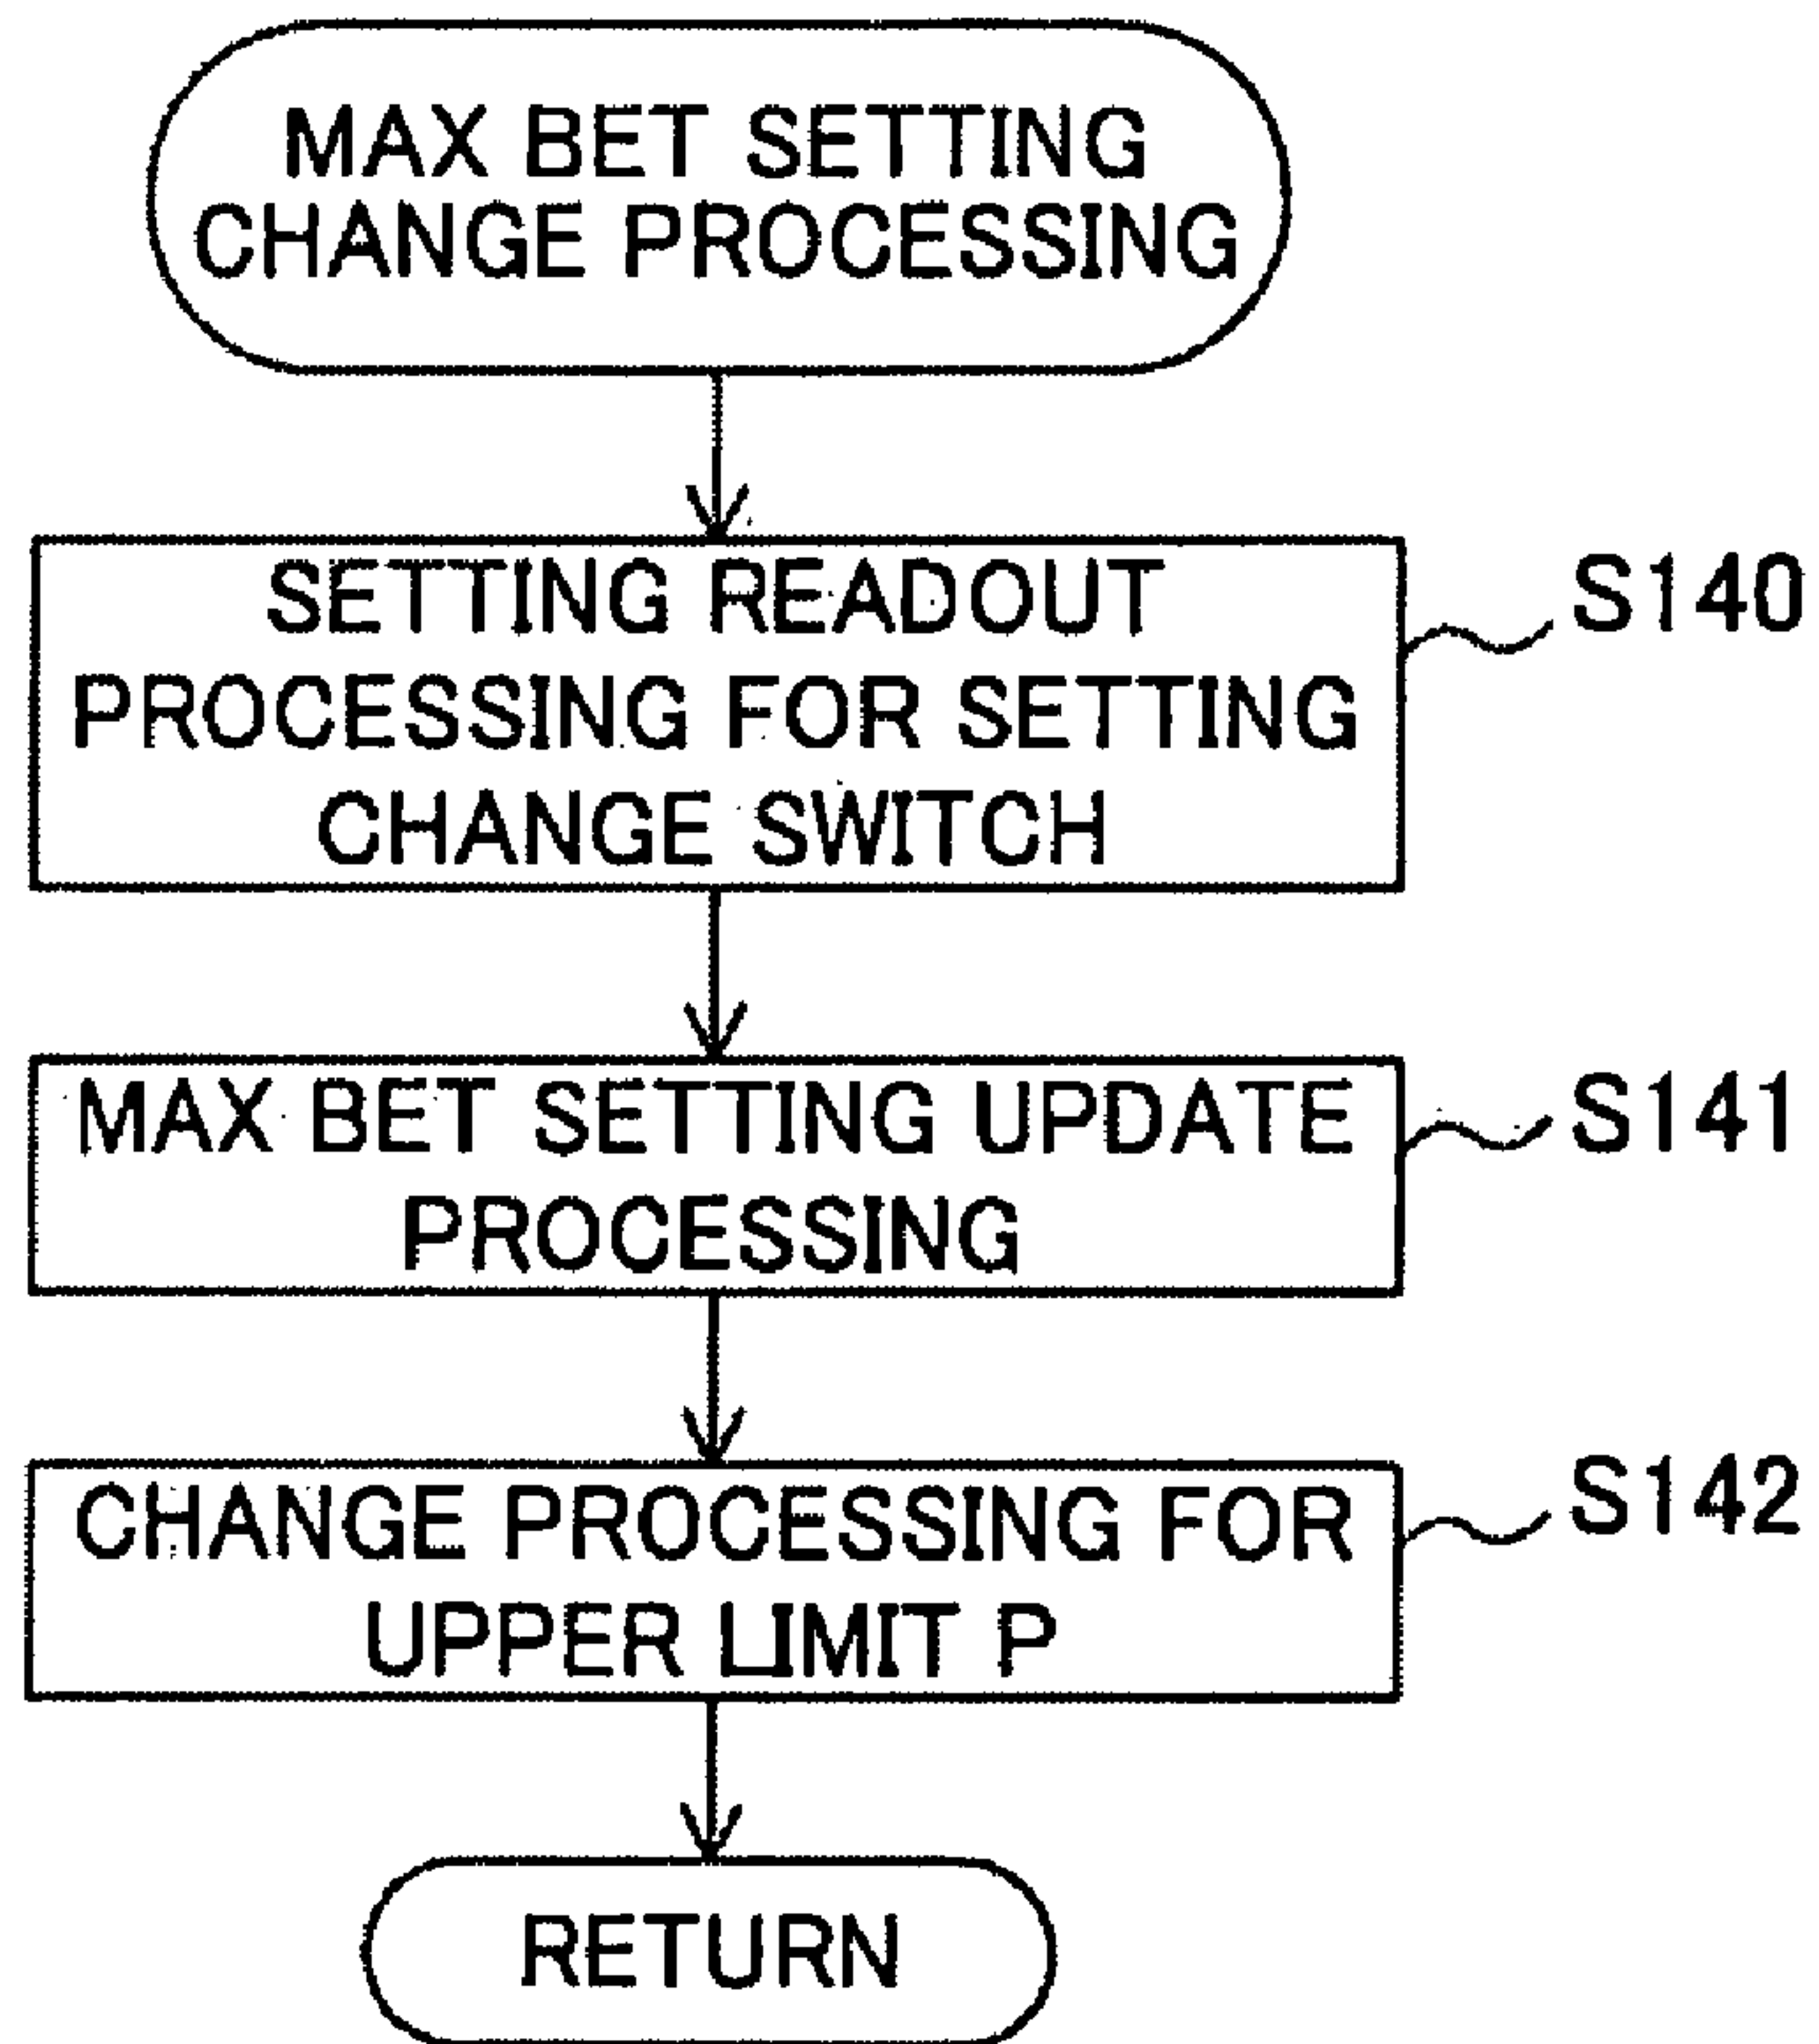 MAX BET SETTING
CHANGE PROCESSING
SETTING READOUT
PROCESSING FOR SETTING
CHANGE SWITCH
S140
MAX BET SETTING UPDATE
PROCESSING
S141
CHANGE PROCESSING FOR
UPPER LIMIT P
S142
RETURN